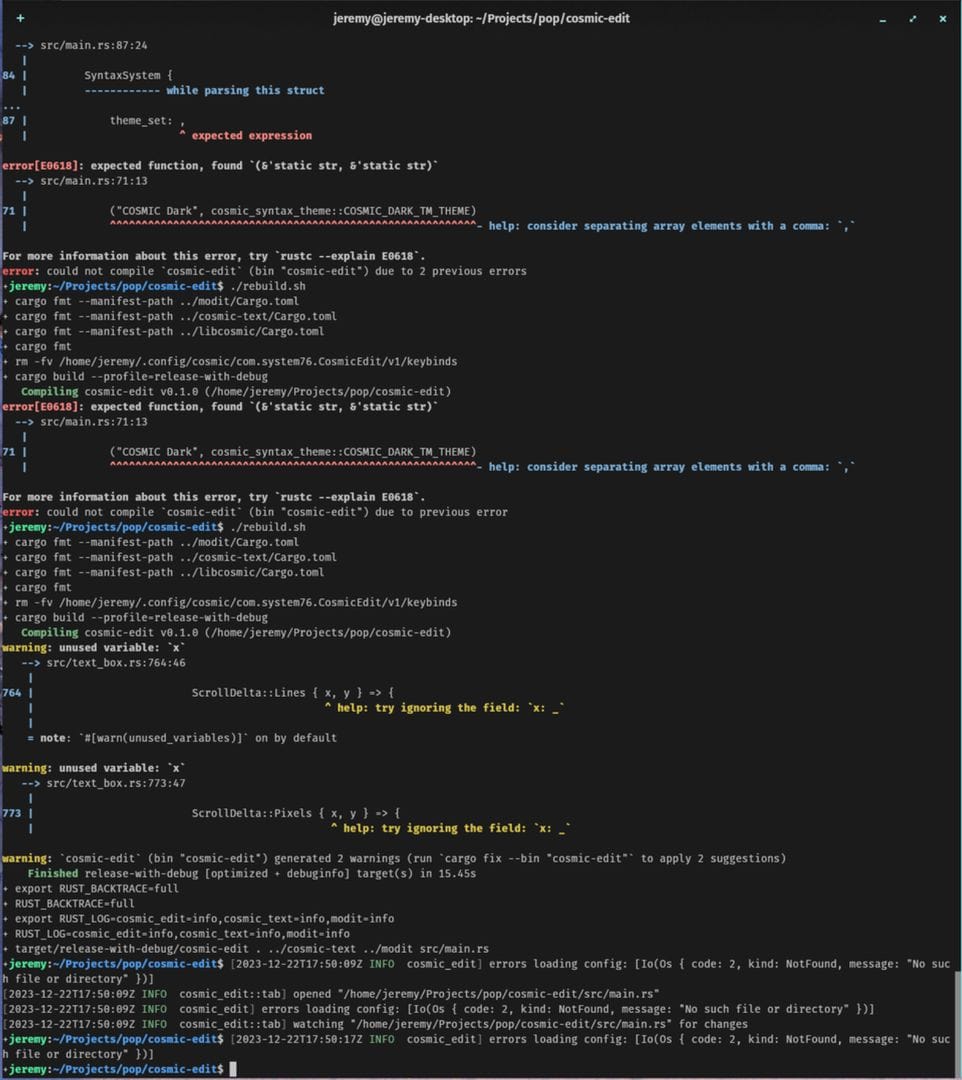 +
jeremy@jeremy-desktop: ~/Projects/pop/cosmic-edit
--> src/main.rs:87:24
|
84 |         SyntaxSystem {
|         ------------ while parsing this struct
...
87 |             theme_set: ,
|                        ^ expected expression
error[E0618]: expected function, found `(&'static str, &'static str)`
--> src/main.rs:71:13
|
71 |             ("COSMIC Dark", cosmic_syntax_theme::COSMIC_DARK_TM_THEME)
|             ^^^^^^^^^^^^^^^^^^^^^^^^^^^^^^^^^^^^^^^^^^^^^^^^^^^^^^^^^^- help: consider separating array elements with a comma: `,`
For more information about this error, try `rustc --explain E0618`.
error: could not compile `cosmic-edit` (bin "cosmic-edit") due to 2 previous errors
+jeremy:~/Projects/pop/cosmic-edit$ ./rebuild.sh
+ cargo fmt --manifest-path ../modit/Cargo.toml
+ cargo fmt --manifest-path ../cosmic-text/Cargo.toml
+ cargo fmt --manifest-path ../libcosmic/Cargo.toml
+ cargo fmt
+ rm -fv /home/jeremy/.config/cosmic/com.system76.CosmicEdit/v1/keybinds
+ cargo build --profile=release-with-debug
Compiling cosmic-edit v0.1.0 (/home/jeremy/Projects/pop/cosmic-edit)
error[E0618]: expected function, found `(&'static str, &'static str)`
--> src/main.rs:71:13
|
71 |             ("COSMIC Dark", cosmic_syntax_theme::COSMIC_DARK_TM_THEME)
|             ^^^^^^^^^^^^^^^^^^^^^^^^^^^^^^^^^^^^^^^^^^^^^^^^^^^^^^^^^^- help: consider separating array elements with a comma: `,`
For more information about this error, try `rustc --explain E0618`.
error: could not compile `cosmic-edit` (bin "cosmic-edit") due to previous error
+jeremy:~/Projects/pop/cosmic-edit$ ./rebuild.sh
+ cargo fmt --manifest-path ../modit/Cargo.toml
+ cargo fmt --manifest-path ../cosmic-text/Cargo.toml
+ cargo fmt --manifest-path ../libcosmic/Cargo.toml
+ cargo fmt
+ rm -fv /home/jeremy/.config/cosmic/com.system76.CosmicEdit/v1/keybinds
+ cargo build --profile=release-with-debug
Compiling cosmic-edit v0.1.0 (/home/jeremy/Projects/pop/cosmic-edit)
warning: unused variable: `x`
--> src/text_box.rs:764:46
|
764 |                         ScrollDelta::Lines { x, y } => {
|                                              ^ help: try ignoring the field: `x: _`
|
= note: `#[warn(unused_variables)]` on by default
warning: unused variable: `x`
--> src/text_box.rs:773:47
|
773 |                         ScrollDelta::Pixels { x, y } => {
|                                               ^ help: try ignoring the field: `x: _`
warning: `cosmic-edit` (bin "cosmic-edit") generated 2 warnings (run `cargo fix --bin "cosmic-edit"` to apply 2 suggestions)
Finished release-with-debug [optimized + debuginfo] target(s) in 15.45s
+ export RUST_BACKTRACE=full
+ RUST_BACKTRACE=full
+ export RUST_LOG=cosmic_edit=info,cosmic_text=info,modit=info
+ RUST_LOG=cosmic_edit=info,cosmic_text=info,modit=info
+ target/release-with-debug/cosmic-edit . ../cosmic-text ../modit src/main.rs
+jeremy:~/Projects/pop/cosmic-edit$ [2023-12-22T17:50:09Z INFO  cosmic_edit] errors loading config: [Io(Os { code: 2, kind: NotFound, message: "No suc
h file or directory" })]
[2023-12-22T17:50:09Z INFO  cosmic_edit::tab] opened "/home/jeremy/Projects/pop/cosmic-edit/src/main.rs"
[2023-12-22T17:50:09Z INFO  cosmic_edit] errors loading config: [Io(Os { code: 2, kind: NotFound, message: "No such file or directory" })]
[2023-12-22T17:50:09Z INFO  cosmic_edit::tab] watching "/home/jeremy/Projects/pop/cosmic-edit/src/main.rs" for changes
+jeremy:~/Projects/pop/cosmic-edit$ [2023-12-22T17:50:17Z INFO  cosmic_edit] errors loading config: [Io(Os { code: 2, kind: NotFound, message: "No suc
h file or directory" })]
+jeremy:~/Projects/pop/cosmic-edit$